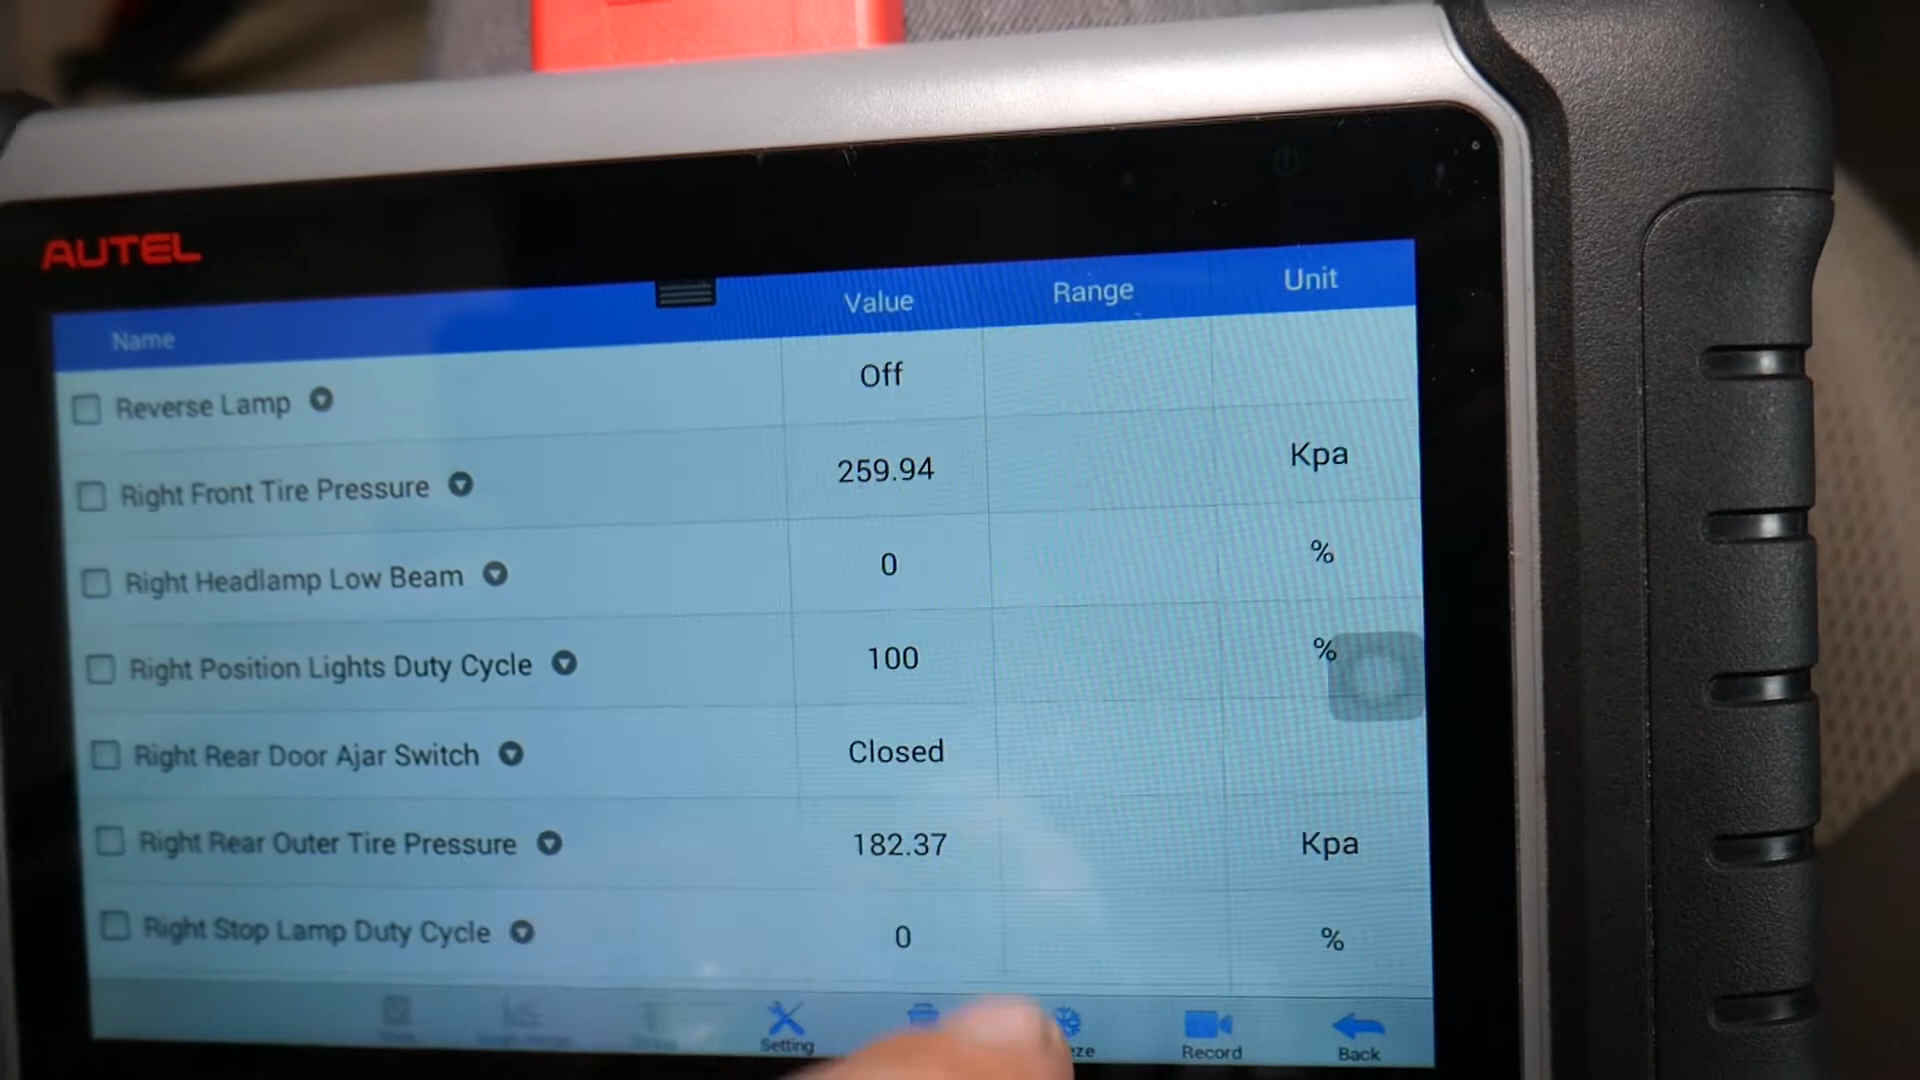 AUTEL
Name Value Range Unit
Reverse Lamp Off
Right Front Tire Pressure 259.94 Kpa
Right Headlamp Low Beam 0 %
Right Position Lights Duty Cycle 100 %
Right Rear Door Ajar Switch Closed
Right Rear Outer Tire Pressure 182.37 Kpa
Right Stop Lamp Duty Cycle 0 %
Setting Record Back